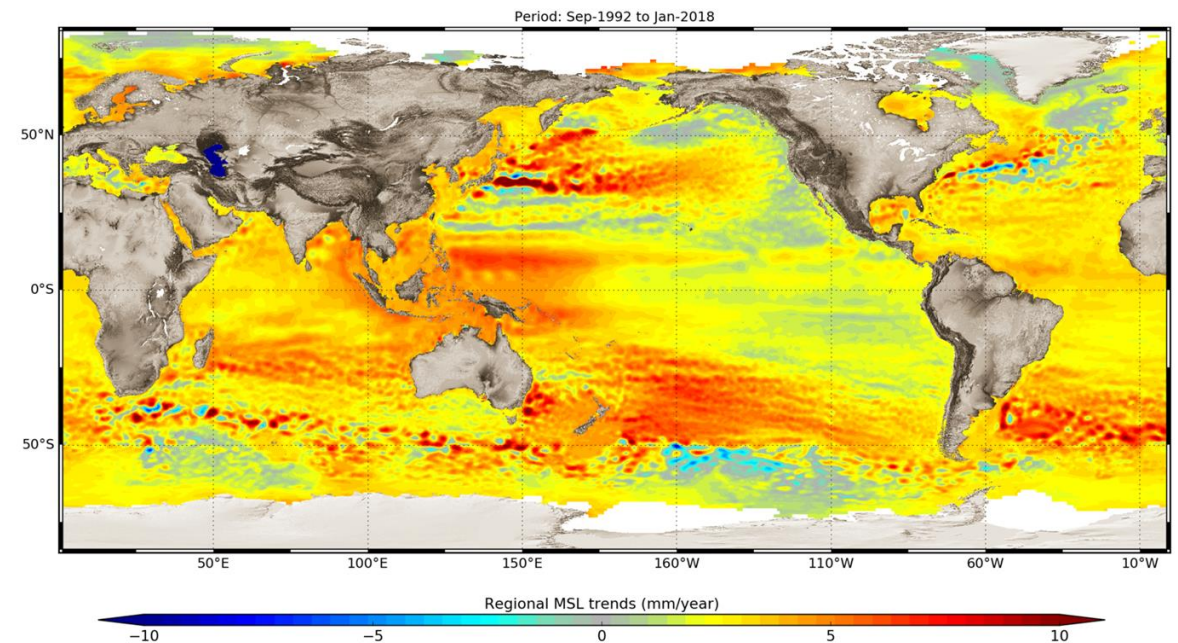 Period: Sep-1992 to Jan-2018
50°N
0°S
50°S
50°E 100°E 150°E 160°W 110°W 60°W 10°W
Regional MSL trends (mm/year)
−10 −5 0 5 10